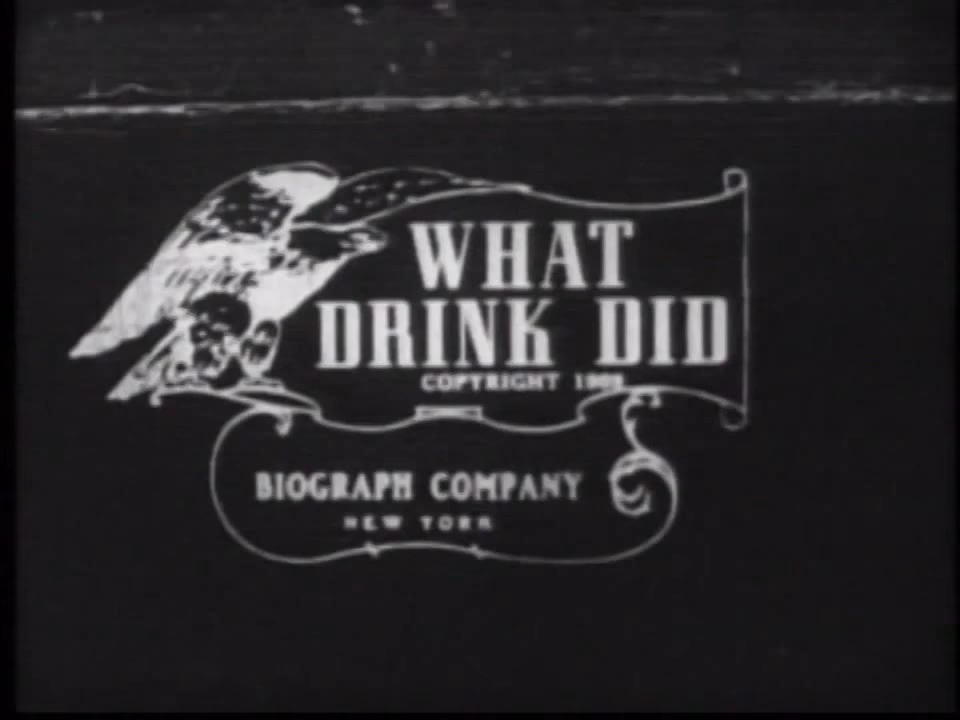 WHAT
DRINK DID
COPYRIGHT
BIOGRAPH COMPANY
NEW YORK